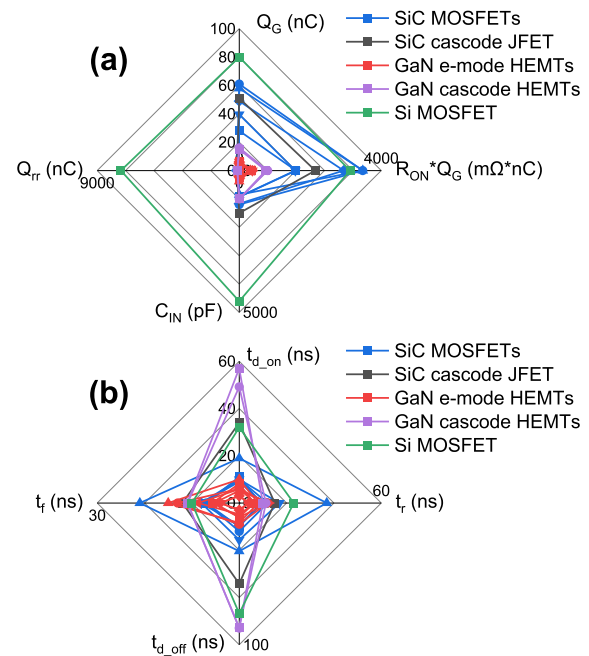 (a)
Q_G (nC)
100
80
60
40
20
0
Q_rr (nC)
9000
4000
R_ON*Q_G (mΩ*nC)
C_IN (pF)
5000
SiC MOSFETs
SiC cascode JFET
GaN e-mode HEMTs
GaN cascode HEMTs
Si MOSFET
(b)
t_d_on (ns)
60
40
20
0
t_f (ns)
30
60
t_r (ns)
t_d_off (ns)
100
SiC MOSFETs
SiC cascode JFET
GaN e-mode HEMTs
GaN cascode HEMTs
Si MOSFET